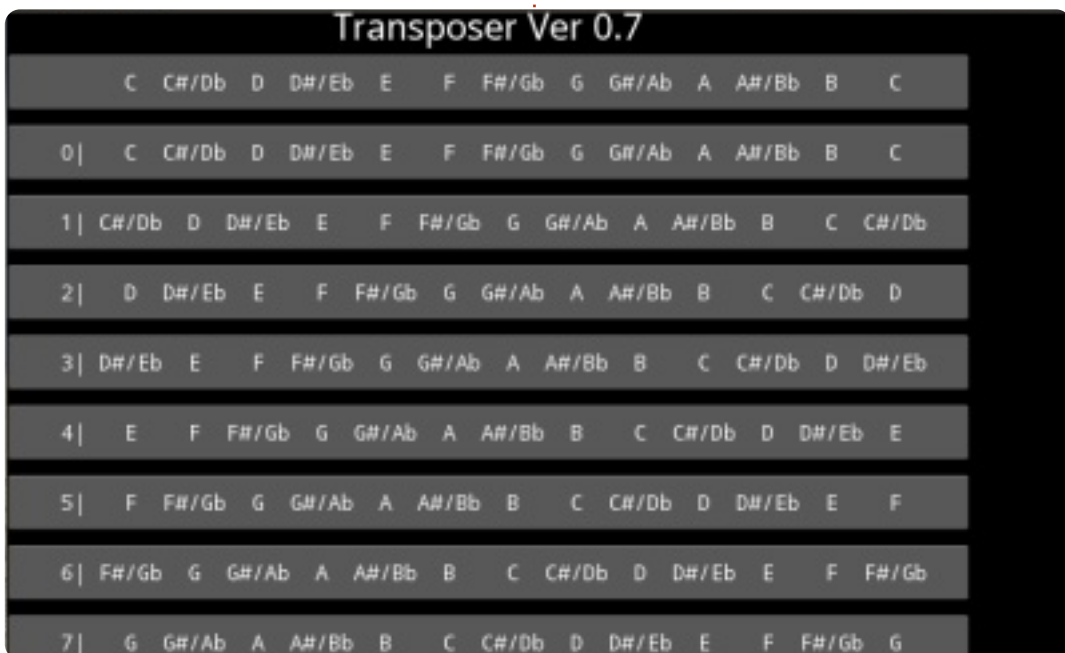 Transposer Ver 0.7
C C#/Db D D#/Eb E F F#/Gb G G#/Ab A A#/Bb B C
0| C C#/Db D D#/Eb E F F#/Gb G G#/Ab A A#/Bb B C
1| C#/Db D D#/Eb E F F#/Gb G G#/Ab A A#/Bb B C C#/Db
2| D D#/Eb E F F#/Gb G G#/Ab A A#/Bb B C C#/Db D
3| D#/Eb E F F#/Gb G G#/Ab A A#/Bb B C C#/Db D D#/Eb
4| E F F#/Gb G G#/Ab A A#/Bb B C C#/Db D D#/Eb E
5| F F#/Gb G G#/Ab A A#/Bb B C C#/Db D D#/Eb E F
6| F#/Gb G G#/Ab A A#/Bb B C C#/Db D D#/Eb E F F#/Gb
7| G G#/Ab A A#/Bb B C C#/Db D D#/Eb E F F#/Gb G